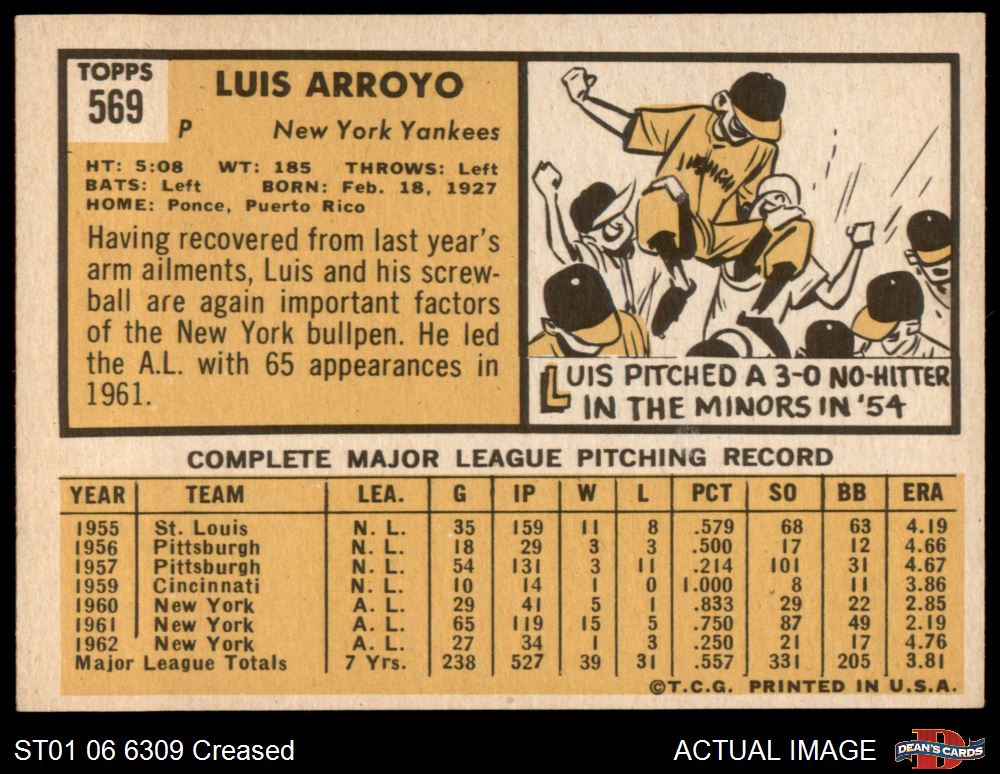 TOPPS
569
LUIS ARROYO
P New York Yankees
HT: 5:08 WT: 185 THROWS: Left
BATS: Left BORN: Feb. 18, 1927
HOME: Ponce, Puerto Rico
Having recovered from last year's
arm ailments, Luis and his screw-
ball are again important factors
of the New York bullpen. He led
the A.L. with 65 appearances in
1961.
LUIS PITCHED A 3-0 NO-HITTER
IN THE MINORS IN '54
COMPLETE MAJOR LEAGUE PITCHING RECORD
YEAR TEAM LEA. G IP W L PCT SO BB ERA
1955 St. Louis N. L. 35 159 11 8 .579 68 63 4.19
1956 Pittsburgh N. L. 18 29 3 3 .500 17 12 4.66
1957 Pittsburgh N. L. 54 131 3 11 .214 101 31 4.67
1959 Cincinnati N. L. 10 14 1 0 1.000 8 11 3.86
1960 New York A. L. 29 41 5 1 .833 29 22 2.85
1961 New York A. L. 65 119 15 5 .750 87 49 2.19
1962 New York A. L. 27 34 1 3 .250 21 17 4.76
Major League Totals 7 Yrs. 238 527 39 31 .557 331 205 3.81
©T.C.G. PRINTED IN U.S.A.
ST01 06 6309 Creased
ACTUAL IMAGE
DEAN'S CARDS